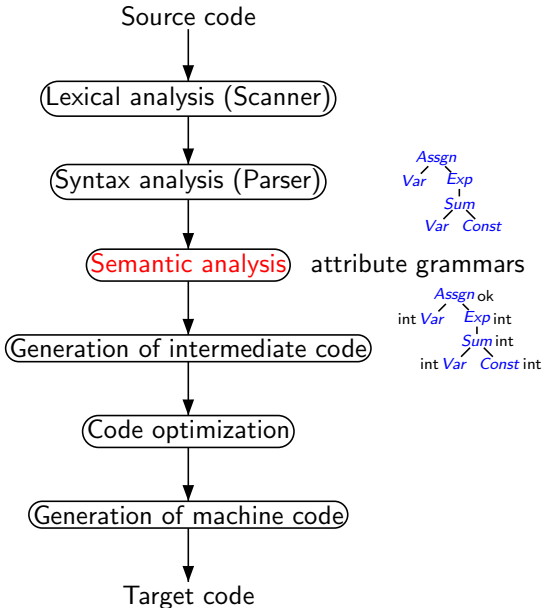 Source code
Lexical analysis (Scanner)
Syntax analysis (Parser)
Assgn
Var Exp
Sum
Var Const
Semantic analysis attribute grammars
Assgn ok
int Var Exp int
Sum int
int Var Const int
Generation of intermediate code
Code optimization
Generation of machine code
Target code